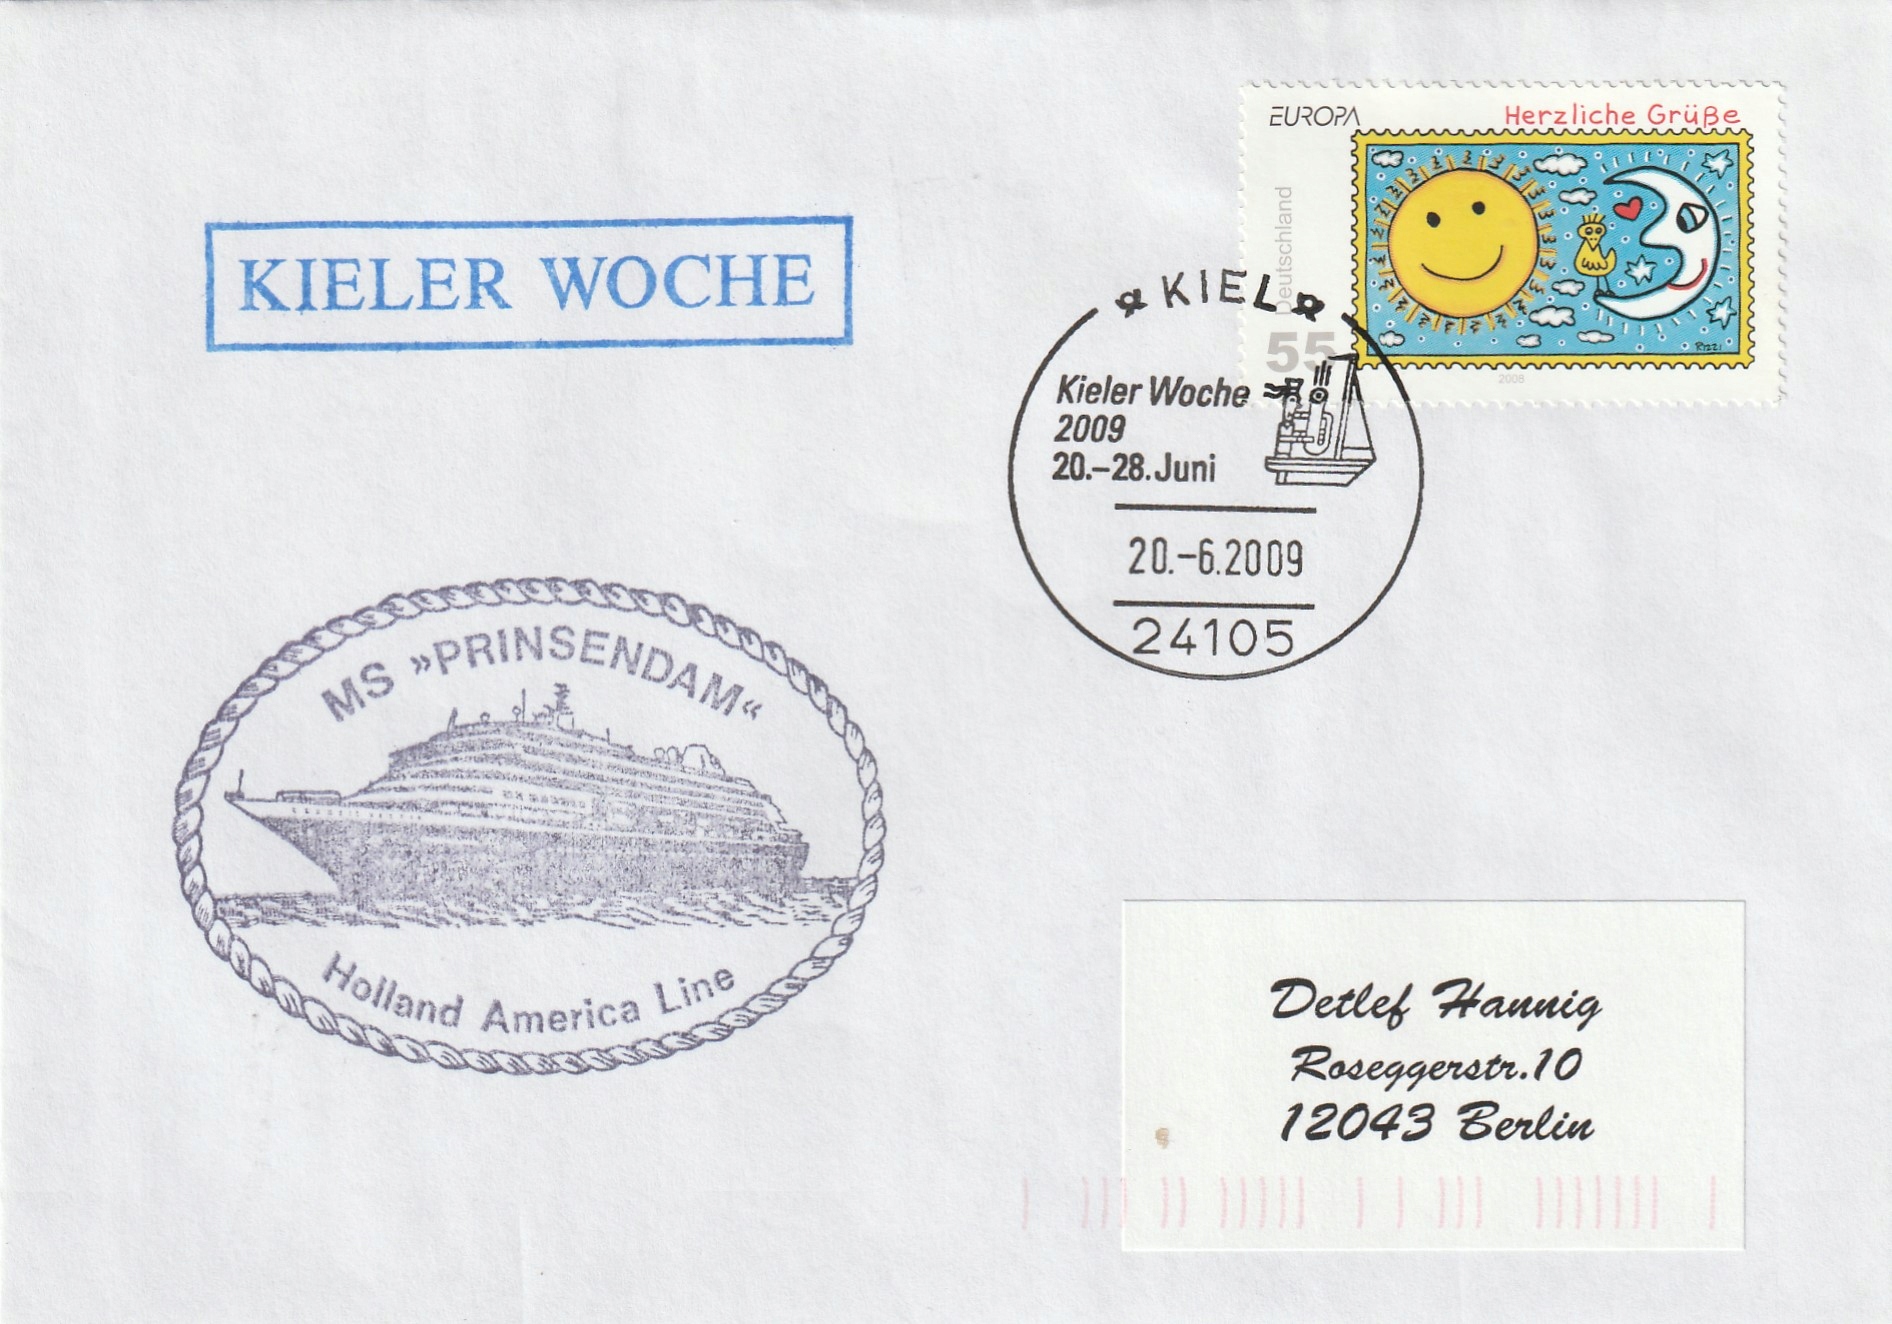 EUROPA
Herzliche Grüße
Deutschland
55
Rizzi
2008
KIELER WOCHE
KIEL
Kieler Woche
2009
20.–28. Juni
20.–6.2009
24105
MS »PRINSENDAM«
Holland America Line
Detlef Hannig
Roseggerstr.10
12043 Berlin